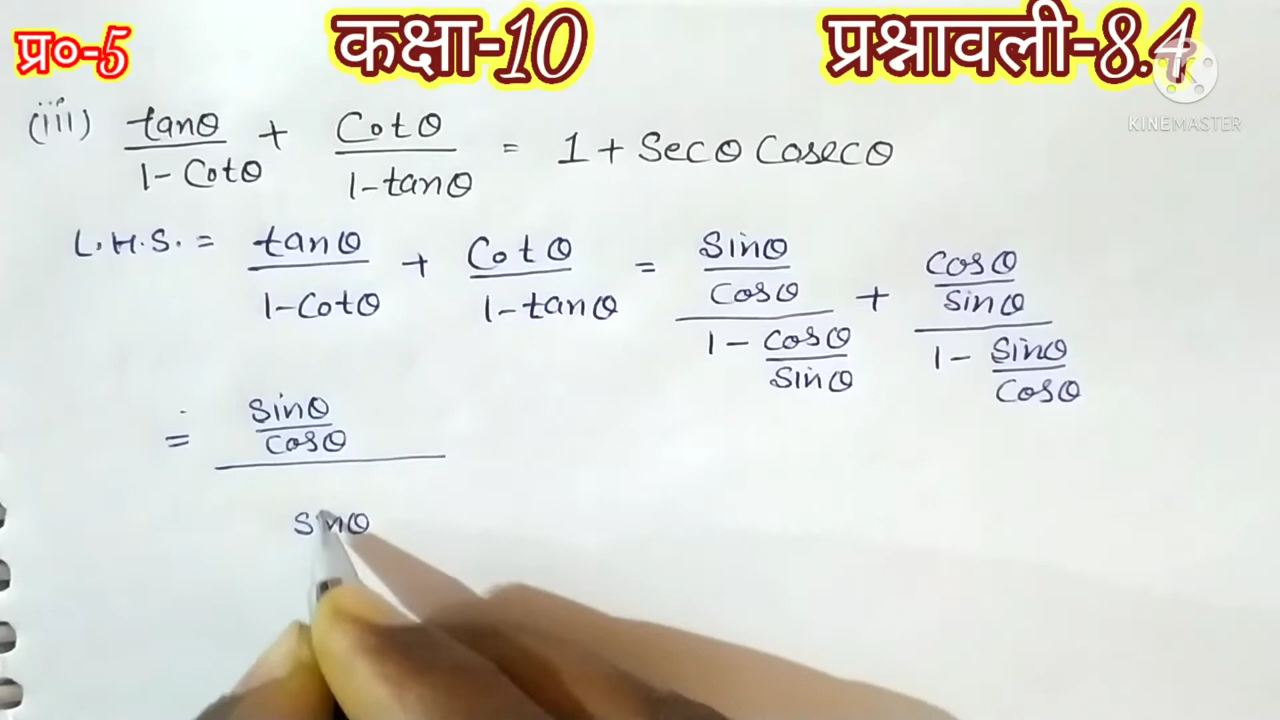 प्र०-5 कक्षा-10 प्रश्नावली-8.4
KINEMASTER
(iii) tanθ/(1-Cotθ) + Cotθ/(1-tanθ) = 1 + Secθ Cosecθ
L.H.S. = tanθ/(1-Cotθ) + Cotθ/(1-tanθ) = (Sinθ/Cosθ)/(1 - Cosθ/Sinθ) + (Cosθ/Sinθ)/(1 - Sinθ/Cosθ)
= Sinθ/Cosθ
Sinθ